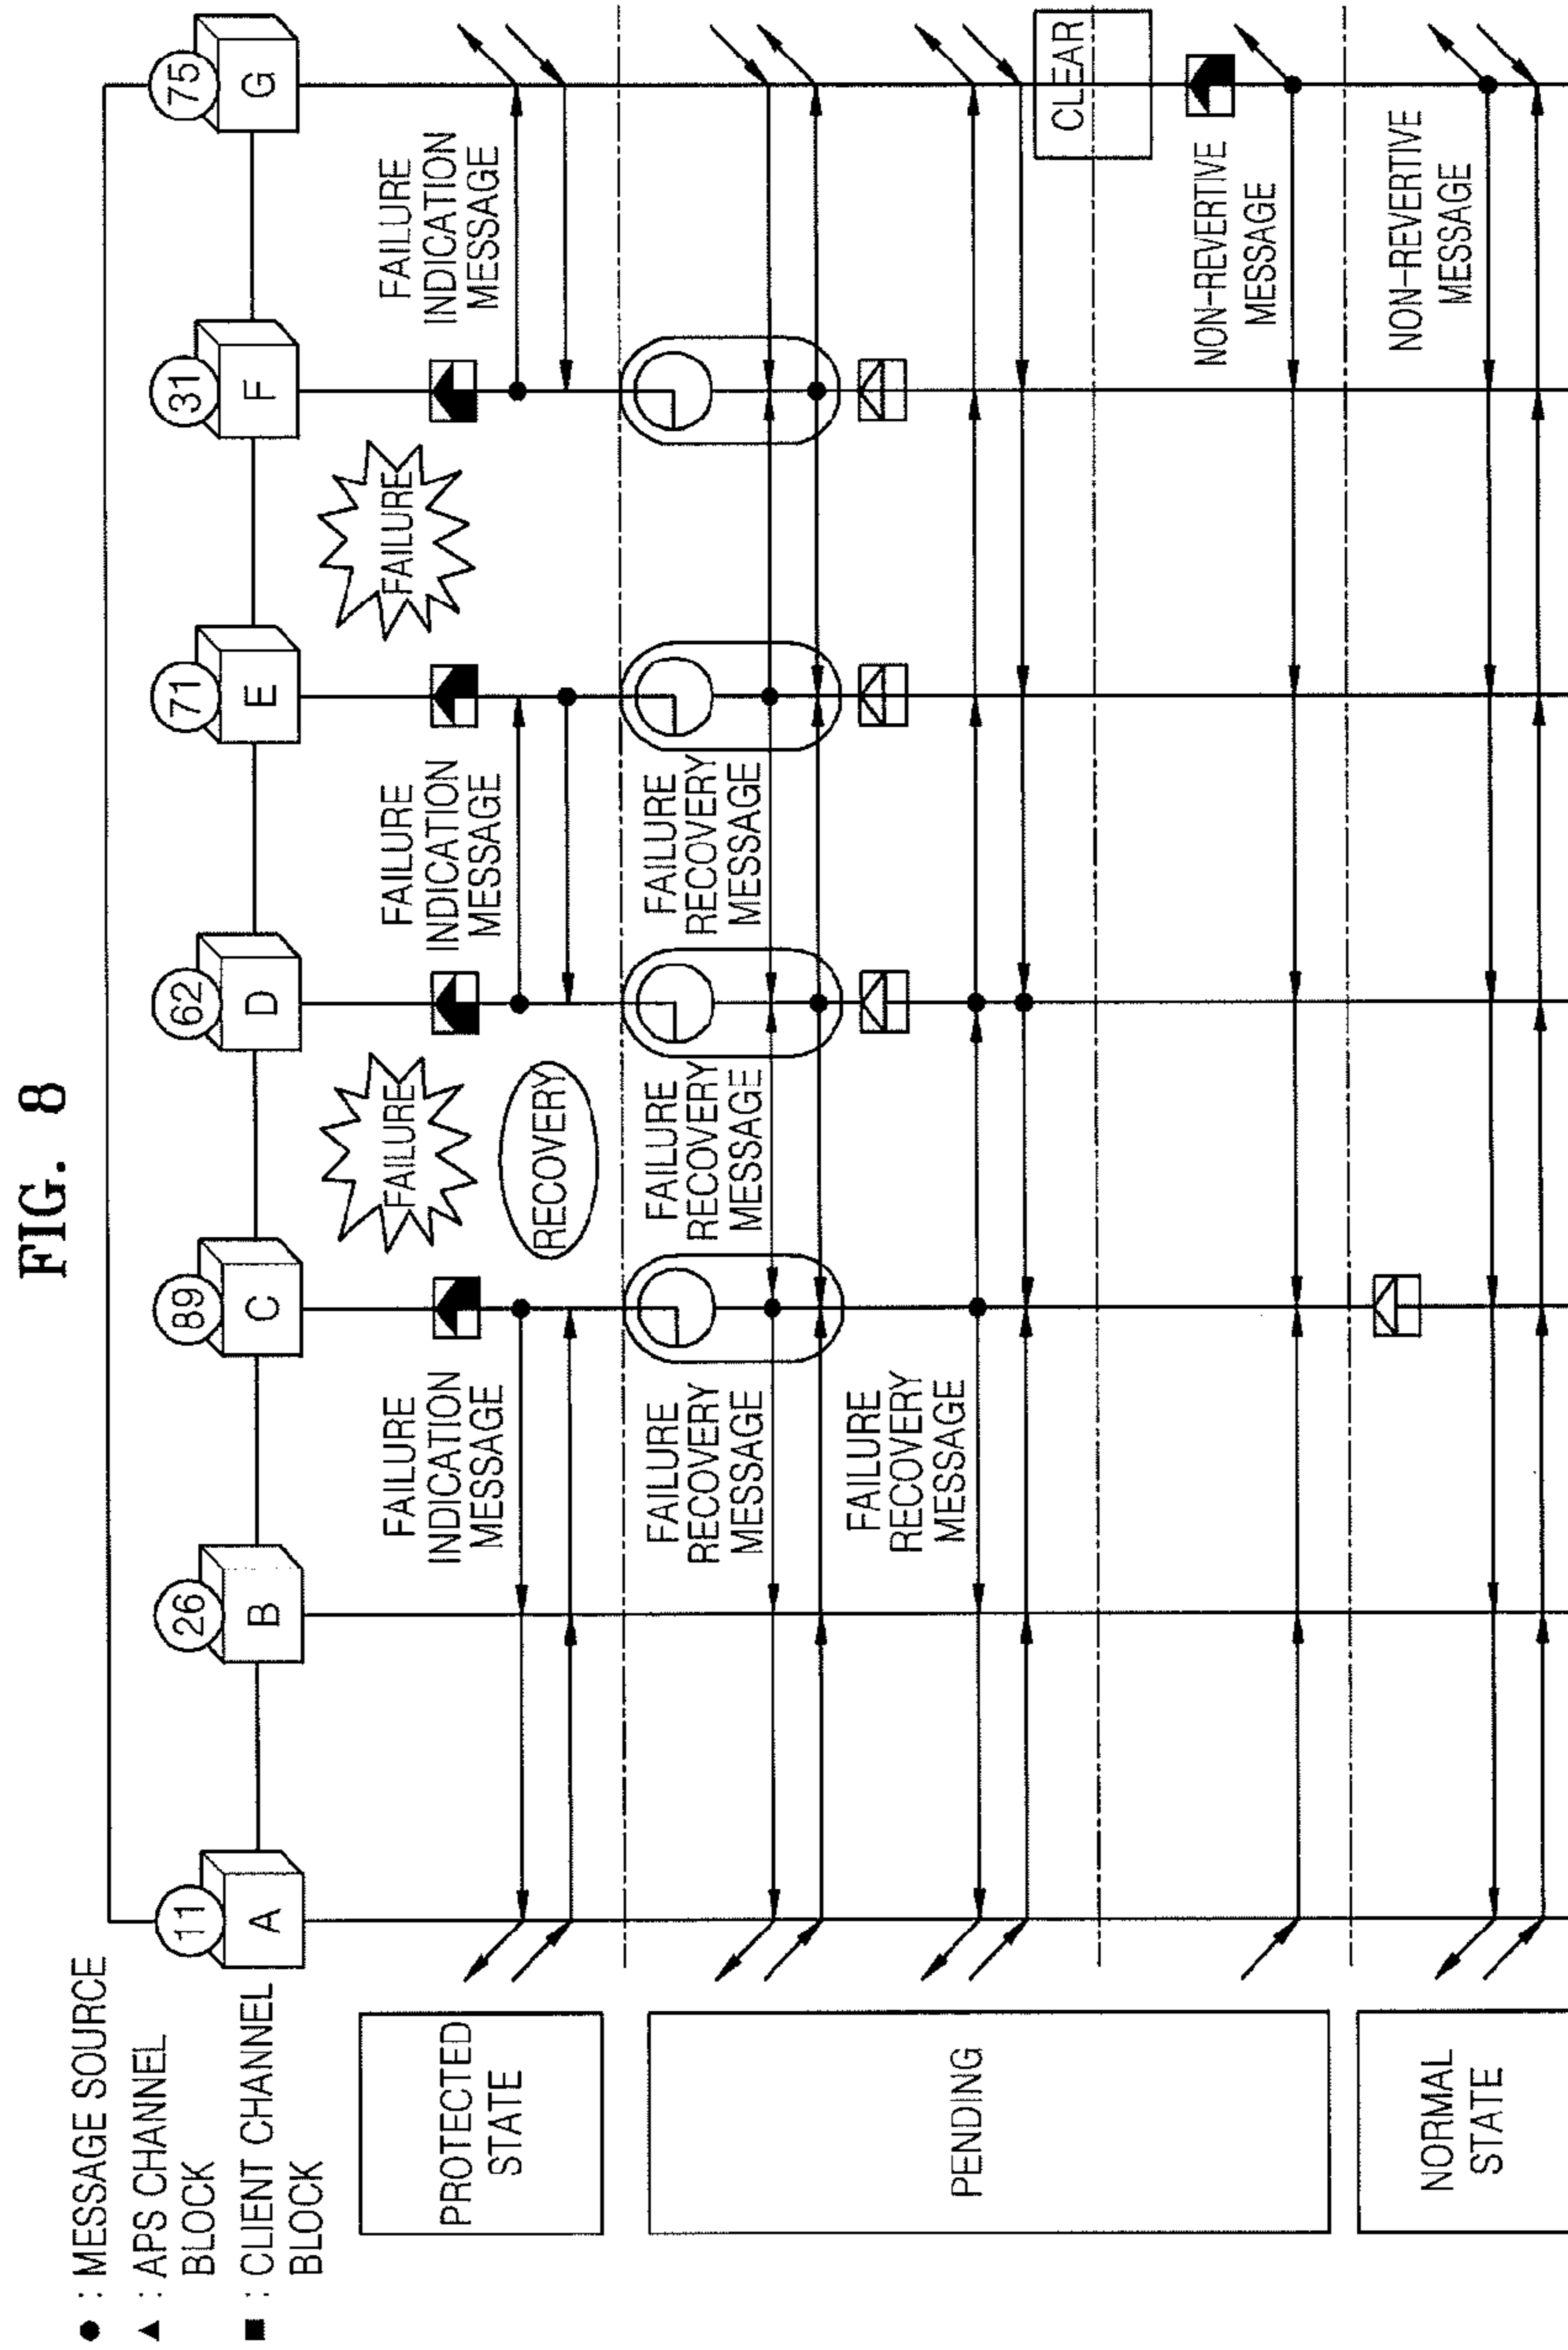 FIG. 8
● : MESSAGE SOURCE
▲ : APS CHANNEL
BLOCK
■ : CLIENT CHANNEL
BLOCK
11
26
89
62
71
31
75
A
B
C
D
E
F
G
PROTECTED
STATE
FAILURE
INDICATION
MESSAGE
FAILURE
RECOVERY
FAILURE
INDICATION
MESSAGE
FAILURE
FAILURE
INDICATION
MESSAGE
PENDING
FAILURE
RECOVERY
MESSAGE
FAILURE
RECOVERY
MESSAGE
FAILURE
RECOVERY
MESSAGE
FAILURE
RECOVERY
MESSAGE
CLEAR
NON-REVERTIVE
MESSAGE
NORMAL
STATE
NON-REVERTIVE
MESSAGE